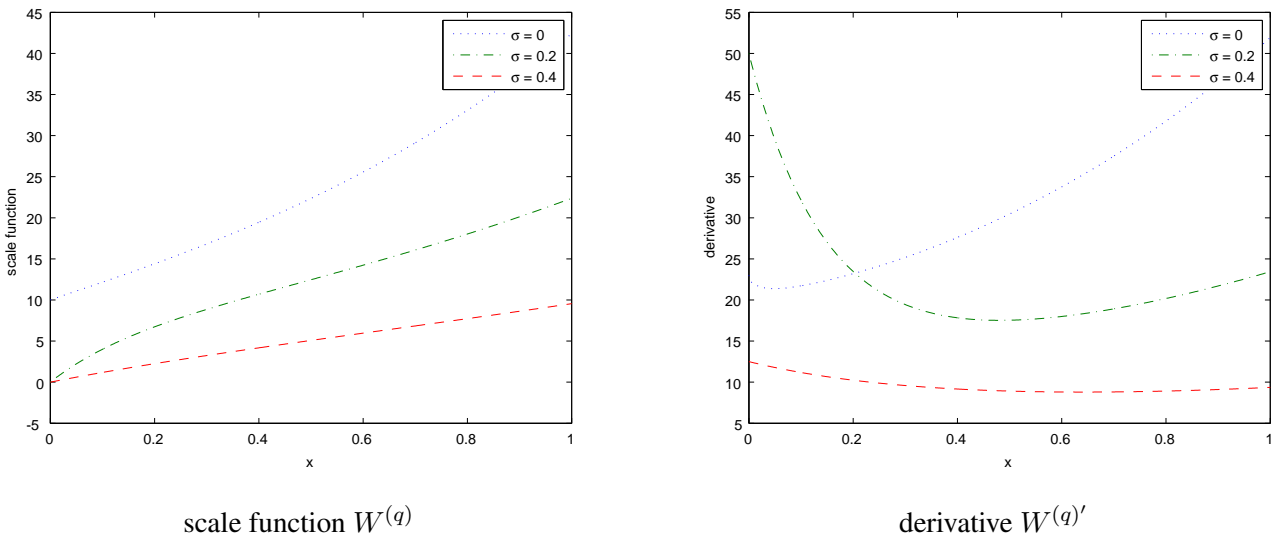 45
40
35
30
25
20
15
10
5
0
-5
scale function
0
0.2
0.4
0.6
0.8
1
x
σ = 0
σ = 0.2
σ = 0.4
scale function W^{(q)}
55
50
45
40
35
30
25
20
15
10
5
derivative
0
0.2
0.4
0.6
0.8
1
x
σ = 0
σ = 0.2
σ = 0.4
derivative W^{(q)'}